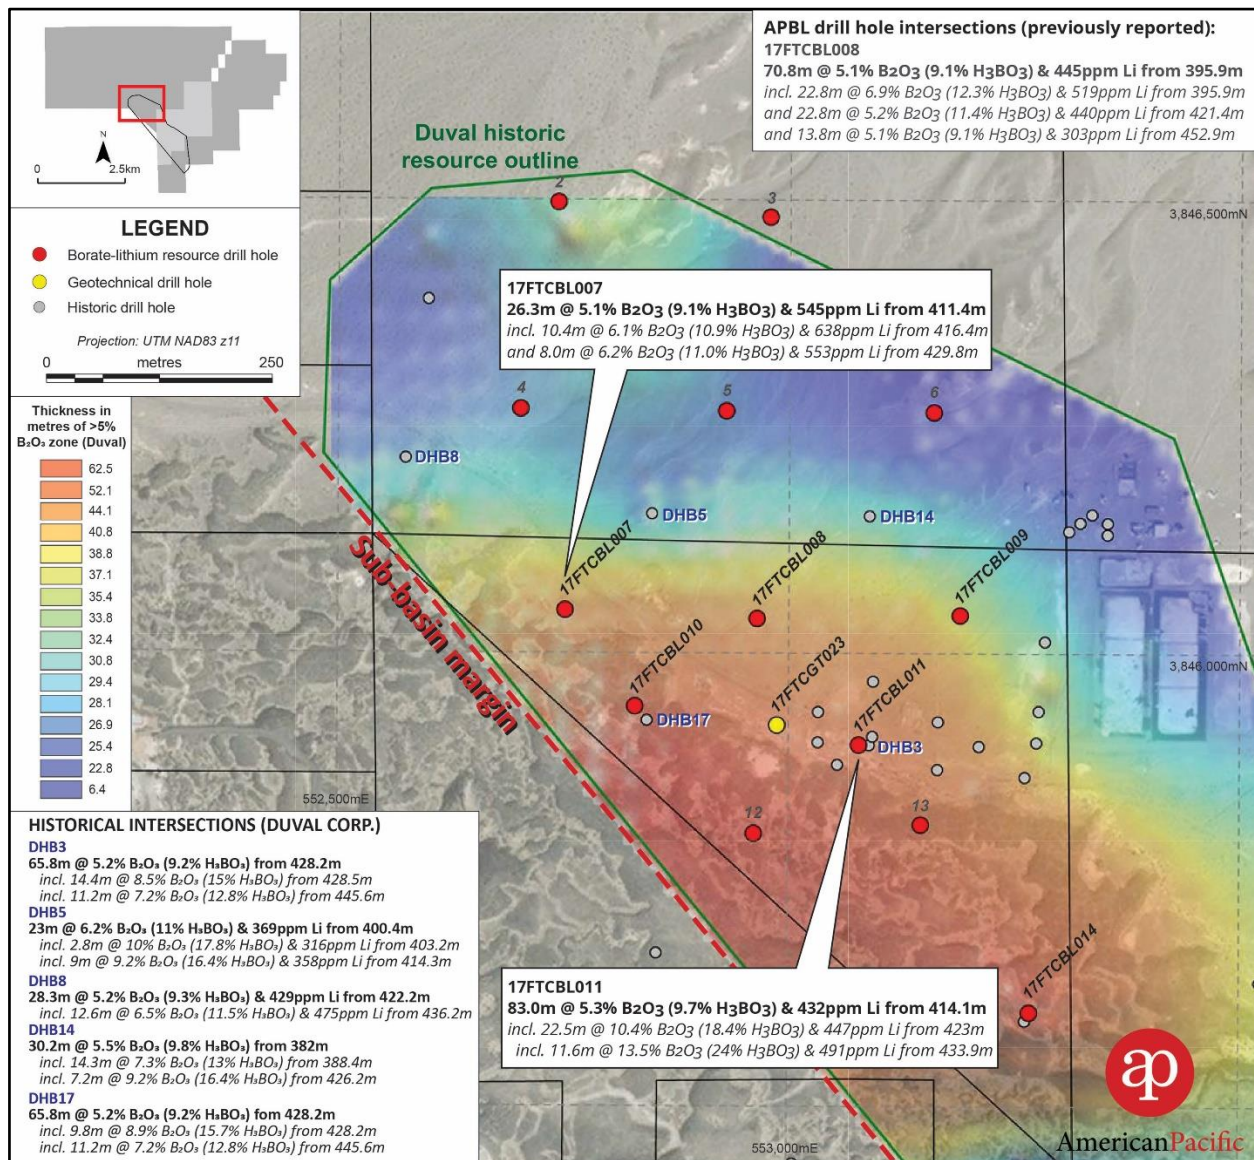 N
0 2.5km
LEGEND
Borate-lithium resource drill hole
Geotechnical drill hole
Historic drill hole
Projection: UTM NAD83 z11
0 metres 250
Thickness in
metres of >5%
B₂O₃ zone (Duval)
62.5
52.1
44.1
40.8
38.8
37.1
35.4
33.8
32.4
30.8
29.4
28.1
26.9
25.4
22.8
6.4
APBL drill hole intersections (previously reported):
17FTCBL008
70.8m @ 5.1% B₂O₃ (9.1% H₃BO₃) & 445ppm Li from 395.9m
incl. 22.8m @ 6.9% B₂O₃ (12.3% H₃BO₃) & 519ppm Li from 395.9m
and 22.8m @ 5.2% B₂O₃ (11.4% H₃BO₃) & 440ppm Li from 421.4m
and 13.8m @ 5.1% B₂O₃ (9.1% H₃BO₃) & 303ppm Li from 452.9m
Duval historic
resource outline
2
3
3,846,500mN
17FTCBL007
26.3m @ 5.1% B₂O₃ (9.1% H₃BO₃) & 545ppm Li from 411.4m
incl. 10.4m @ 6.1% B₂O₃ (10.9% H₃BO₃) & 638ppm Li from 416.4m
and 8.0m @ 6.2% B₂O₃ (11.0% H₃BO₃) & 553ppm Li from 429.8m
4
5
6
DHB8
DHB5
DHB14
17FTCBL007
17FTCBL008
17FTCBL009
Sub-basin margin
17FTCBL010
17FTCGT023
17FTCBL011
3,846,000mN
DHB17
DHB3
552,500mE
12
13
17FTCBL014
17FTCBL011
83.0m @ 5.3% B₂O₃ (9.7% H₃BO₃) & 432ppm Li from 414.1m
incl. 22.5m @ 10.4% B₂O₃ (18.4% H₃BO₃) & 447ppm Li from 423m
incl. 11.6m @ 13.5% B₂O₃ (24% H₃BO₃) & 491ppm Li from 433.9m
HISTORICAL INTERSECTIONS (DUVAL CORP.)
DHB3
65.8m @ 5.2% B₂O₃ (9.2% H₃BO₃) from 428.2m
incl. 14.4m @ 8.5% B₂O₃ (15% H₃BO₃) from 428.5m
incl. 11.2m @ 7.2% B₂O₃ (12.8% H₃BO₃) from 445.6m
DHB5
23m @ 6.2% B₂O₃ (11% H₃BO₃) & 369ppm Li from 400.4m
incl. 2.8m @ 10% B₂O₃ (17.8% H₃BO₃) & 316ppm Li from 403.2m
incl. 9m @ 9.2% B₂O₃ (16.4% H₃BO₃) & 358ppm Li from 414.3m
DHB8
28.3m @ 5.2% B₂O₃ (9.3% H₃BO₃) & 429ppm Li from 422.2m
incl. 12.6m @ 6.5% B₂O₃ (11.5% H₃BO₃) & 475ppm Li from 436.2m
DHB14
30.2m @ 5.5% B₂O₃ (9.8% H₃BO₃) from 382m
incl. 14.3m @ 7.3% B₂O₃ (13% H₃BO₃) from 388.4m
incl. 7.2m @ 9.2% B₂O₃ (16.4% H₃BO₃) from 426.2m
DHB17
65.8m @ 5.2% B₂O₃ (9.2% H₃BO₃) fom 428.2m
incl. 9.8m @ 8.9% B₂O₃ (15.7% H₃BO₃) from 428.2m
incl. 11.2m @ 7.2% B₂O₃ (12.8% H₃BO₃) from 445.6m
553,000mE
ap
AmericanPacific